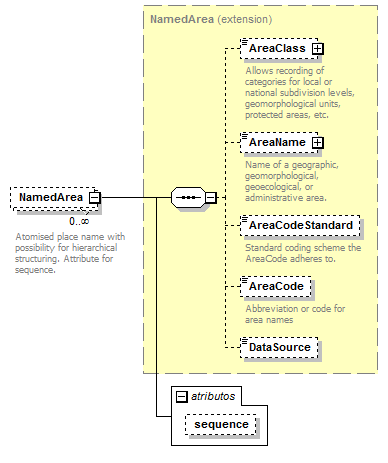 NamedArea (extension)
AreaClass
Allows recording of
categories for local or
national subdivision levels,
geomorphological units,
protected areas, etc.
AreaName
Name of a geographic,
geomorphological,
geoecological, or
administrative area.
NamedArea
0..∞
Atomised place name with
possibility for hierarchical
structuring. Attribute for
sequence.
AreaCodeStandard
Standard coding scheme the
AreaCode adheres to.
AreaCode
Abbreviation or code for
area names
DataSource
atributos
sequence